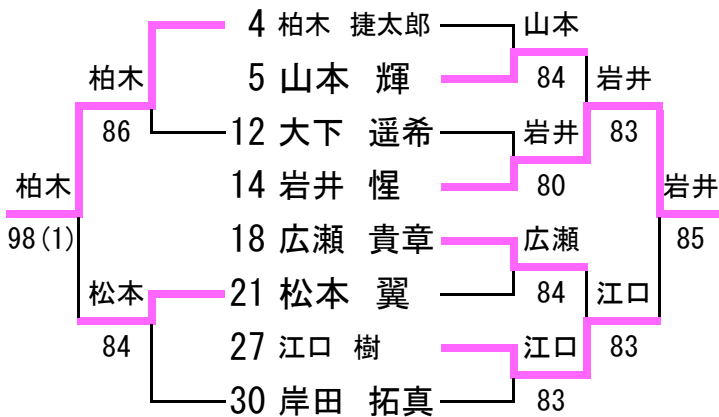 4 柏木 捷太郎 山本
柏木 5 山本 輝 84 岩井
86 12 大下 遥希 岩井 83
柏木 14 岩井 惺 80 岩井
98(1) 18 広瀬 貴章 広瀬 85
松本 21 松本 翼 84 江口
84 27 江口 樹 江口 83
30 岸田 拓真 83